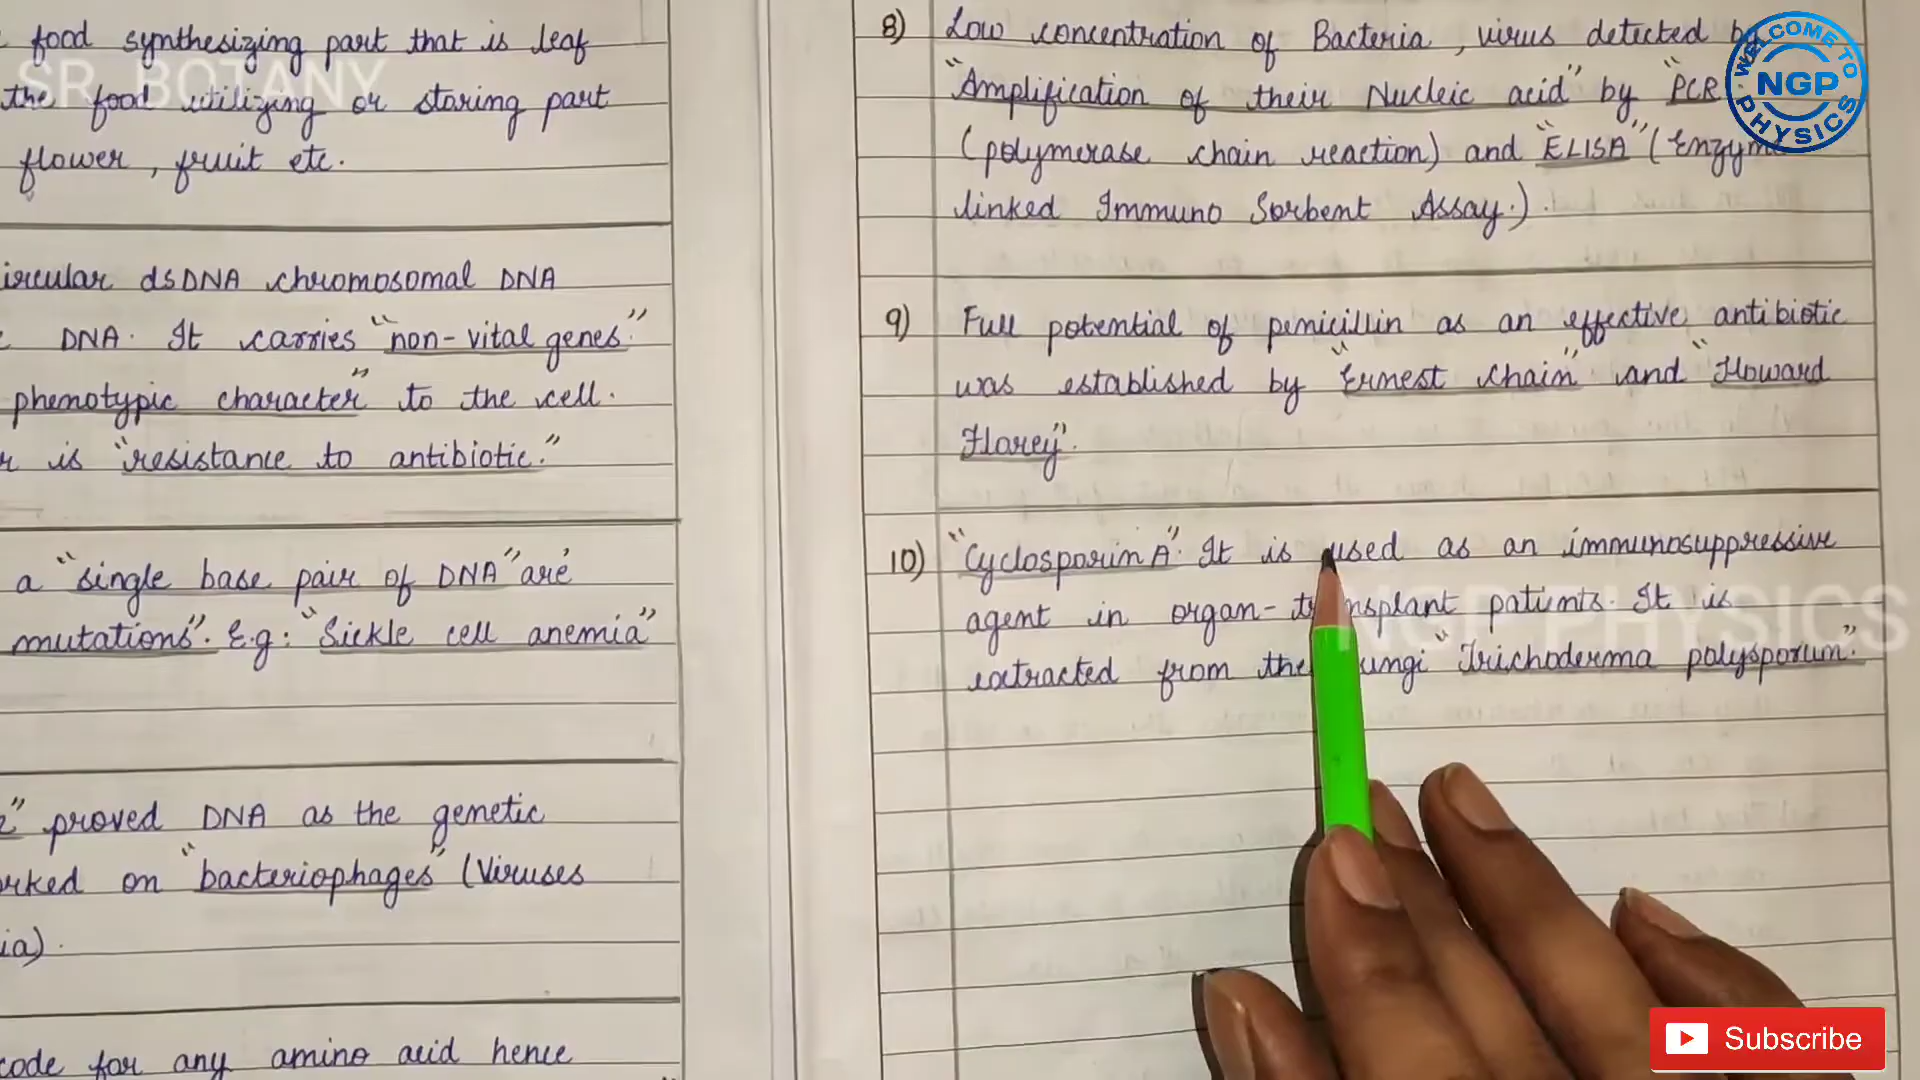 food synthesizing part that is leaf
the food utilizing or storing part
flower, fruit etc.
ircular dsDNA chromosomal DNA
DNA. It carries "non-vital genes."
phenotypic character" to the cell.
r is "resistance to antibiotic."
a "single base pair of DNA" are
mutations". E.g: "Sickle cell anemia"
" proved DNA as the genetic
orked on "bacteriophages" (Viruses
ia).
code for any amino acid hence
8) Low concentration of Bacteria, virus detected by
"Amplification of their Nucleic acid" by "PCR
(polymerase chain reaction) and "ELISA" (Enzyme
linked Immuno Sorbent Assay.).
9) Full potential of penicillin as an effective antibiotic
was established by "Ernest Chain" and "Howard
Florey".
10) "Cyclosporin A". It is used as an immunosuppressive
agent in organ-transplant patients. It is
extracted from the fungi "Trichoderma polysporum."
SR. BOTANY
WELCOME TO
NGP
PHYSICS
NGP PHYSICS
Subscribe